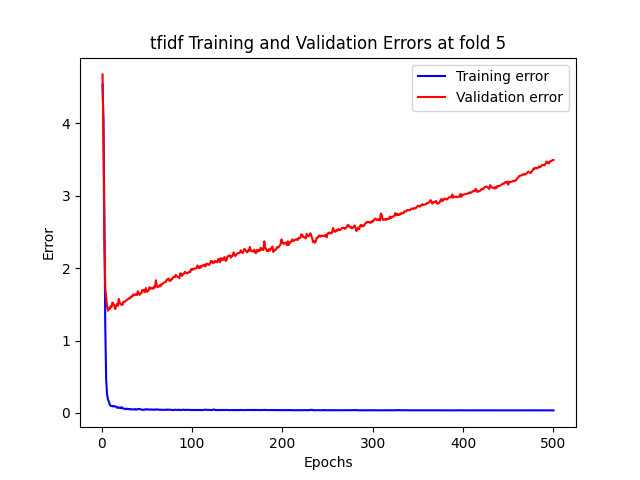 tfidf Training and Validation Errors at fold 5
Training error
Validation error
Error
4
3
2
1
0
0 100 200 300 400 500
Epochs